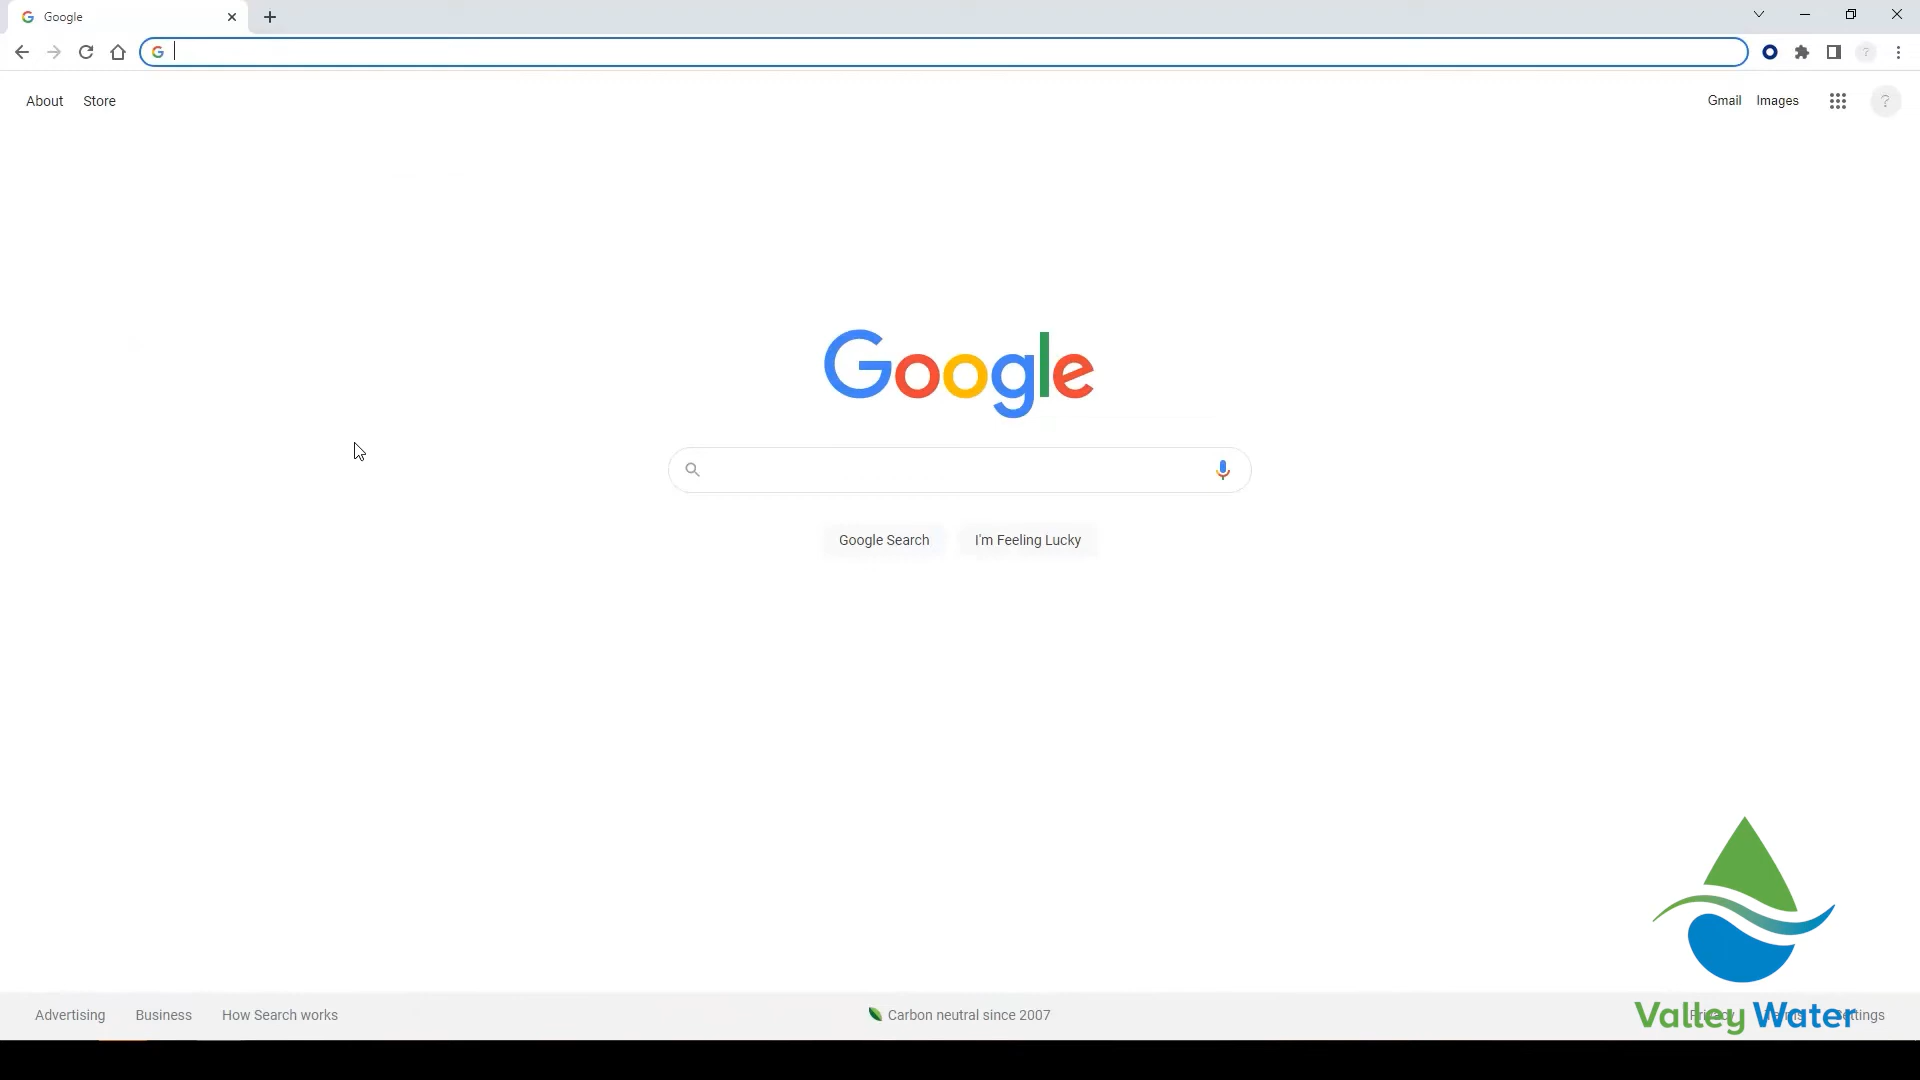 Google
About Store
Gmail Images
Google
Google Search I'm Feeling Lucky
Advertising Business How Search works
Carbon neutral since 2007
Valley Water